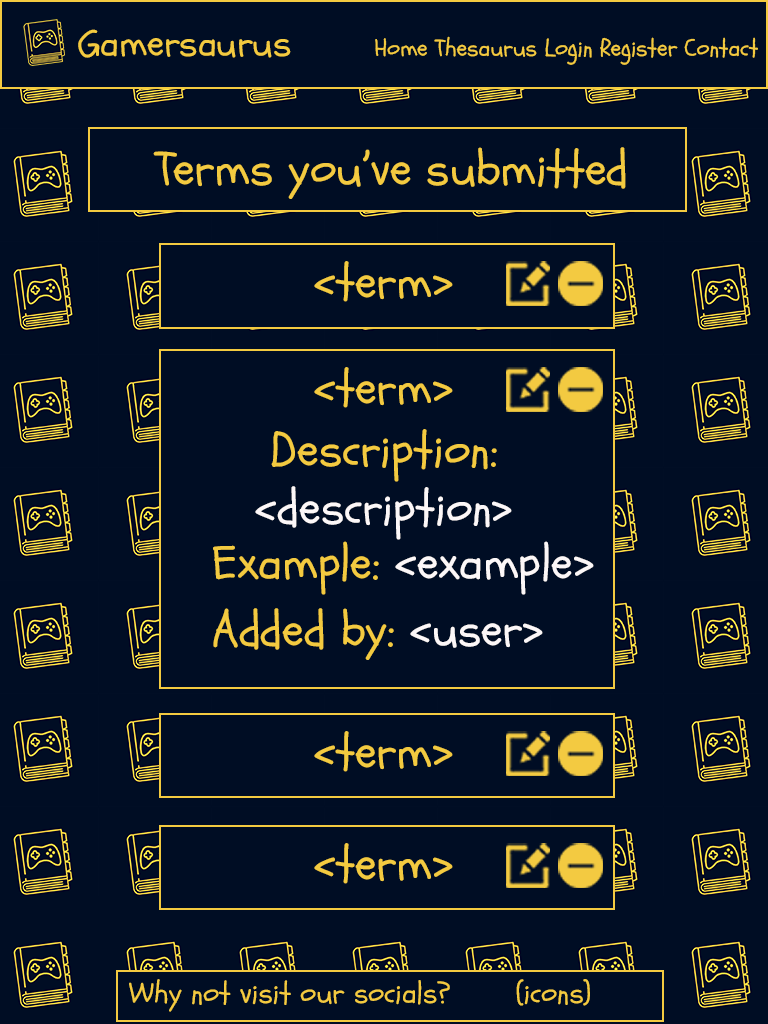 Gamersaurus
Home Thesaurus Login Register Contact
Terms you've submitted
<term>
<term>
Description:
<description>
Example: <example>
Added by: <user>
<term>
<term>
Why not visit our socials? (icons)